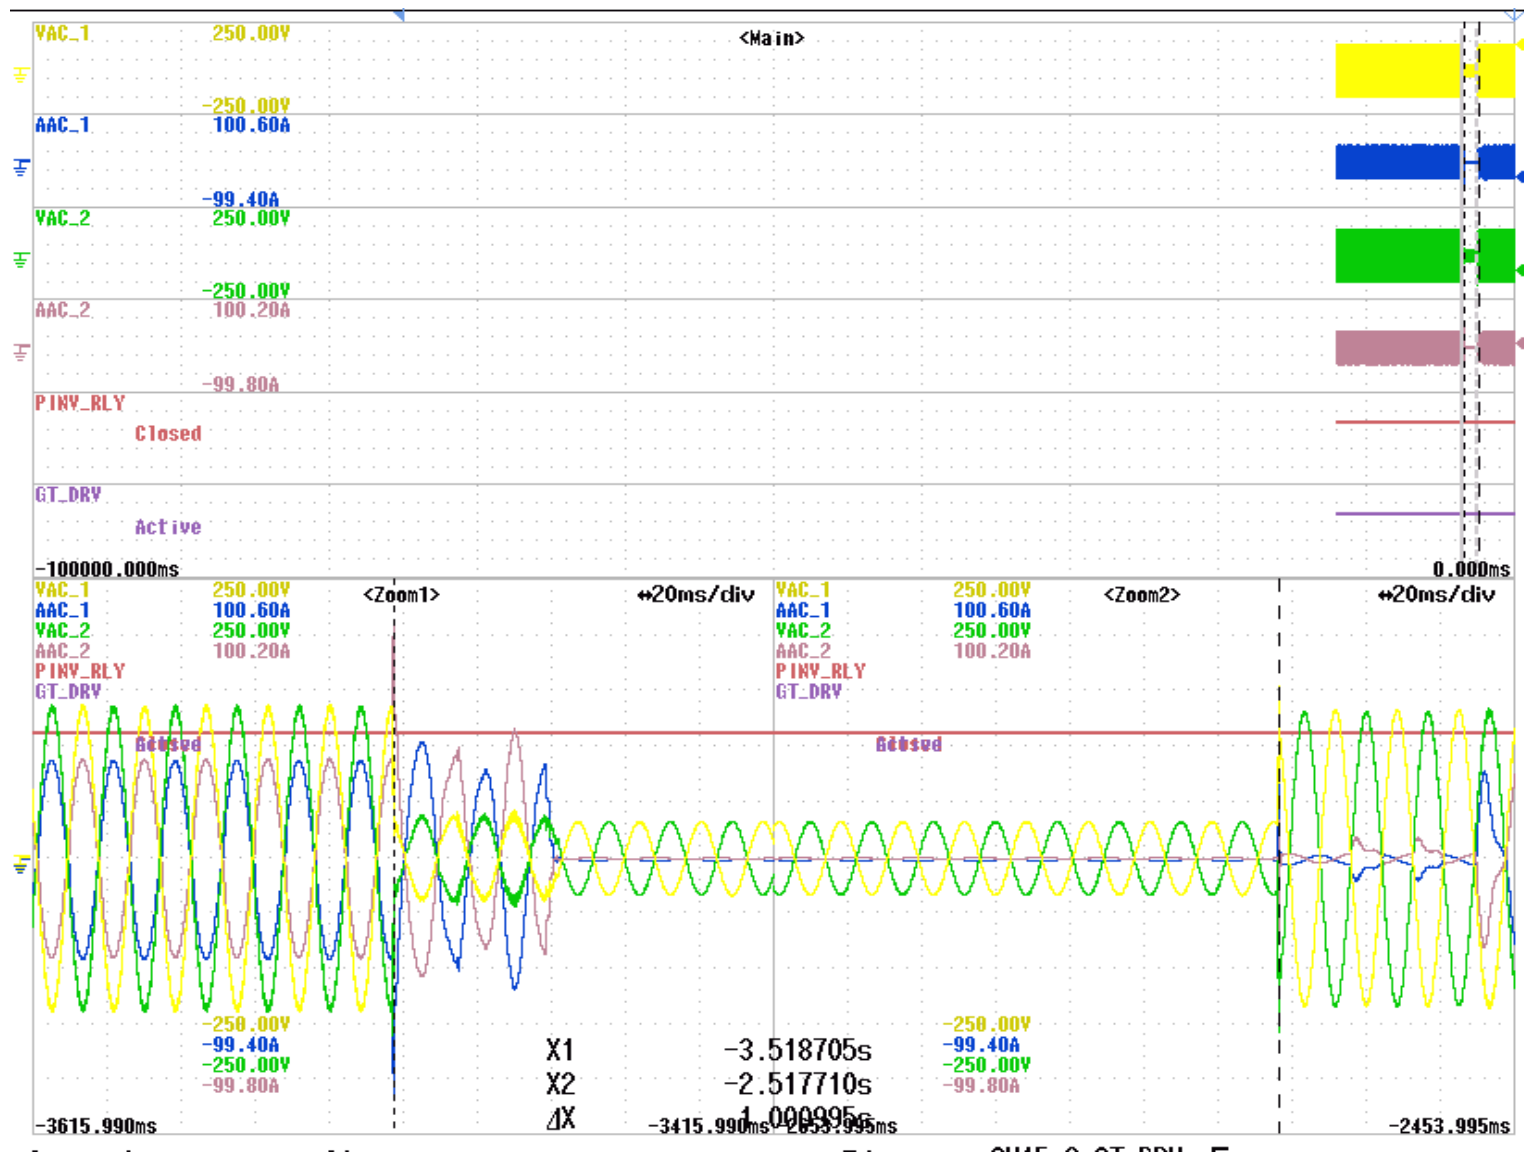 VAC_1 250.00V <Main>
-250.00V
AAC_1 100.60A
-99.40A
VAC_2 250.00V
-250.00V
AAC_2 100.20A
-99.80A
PINV_RLY
Closed
GT_DRV
Active
-100000.000ms 0.000ms
VAC_1 250.00V <Zoom1> ↔20ms/div VAC_1 250.00V <Zoom2> ↔20ms/div
AAC_1 100.60A AAC_1 100.60A
VAC_2 250.00V VAC_2 250.00V
AAC_2 100.20A AAC_2 100.20A
PINV_RLY PINV_RLY
GT_DRV GT_DRV
-250.00V -250.00V
-99.40A X1 -3.518705s -99.40A
-250.00V -250.00V
-99.80A X2 -2.517710s -99.80A
ΔX 1.000995s
-3615.990ms -3415.990ms -2653.995ms -2453.995ms